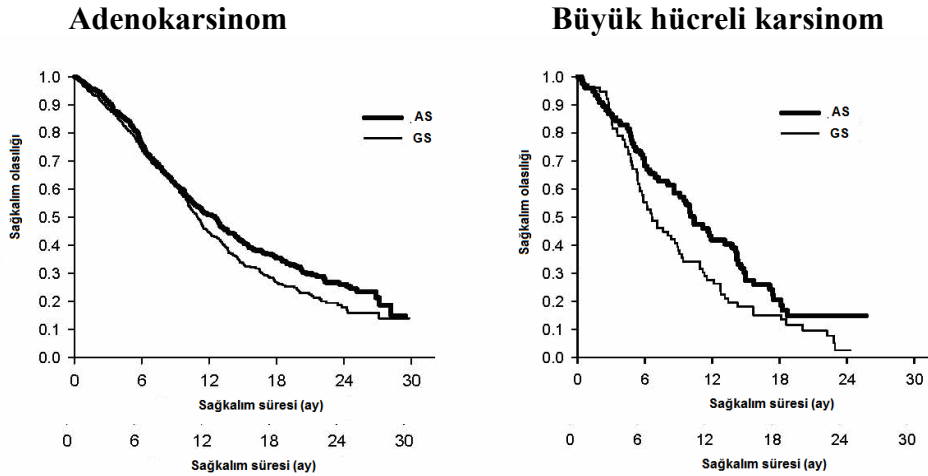 Adenokarsinom
1.0
0.9
0.8
0.7
0.6
0.5
0.4
0.3
0.2
0.1
0.0
Sağkalım olasılığı
AS
GS
0 6 12 18 24 30
Sağkalım süresi (ay)
0 6 12 18 24 30
Sağkalım süresi (ay)
Büyük hücreli karsinom
1.0
0.9
0.8
0.7
0.6
0.5
0.4
0.3
0.2
0.1
0.0
Sağkalım olasılığı
AS
GS
0 6 12 18 24 30
Sağkalım süresi (ay)
0 6 12 18 24 30
Sağkalım süresi (ay)